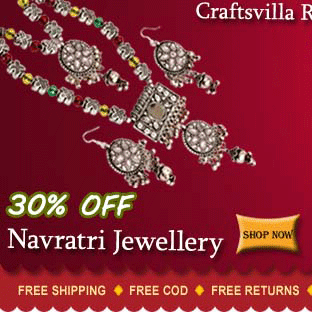 Craftsvilla R
30% OFF
Navratri Jewellery
SHOP NOW
FREE SHIPPING ♦ FREE COD ♦ FREE RETURNS ♦